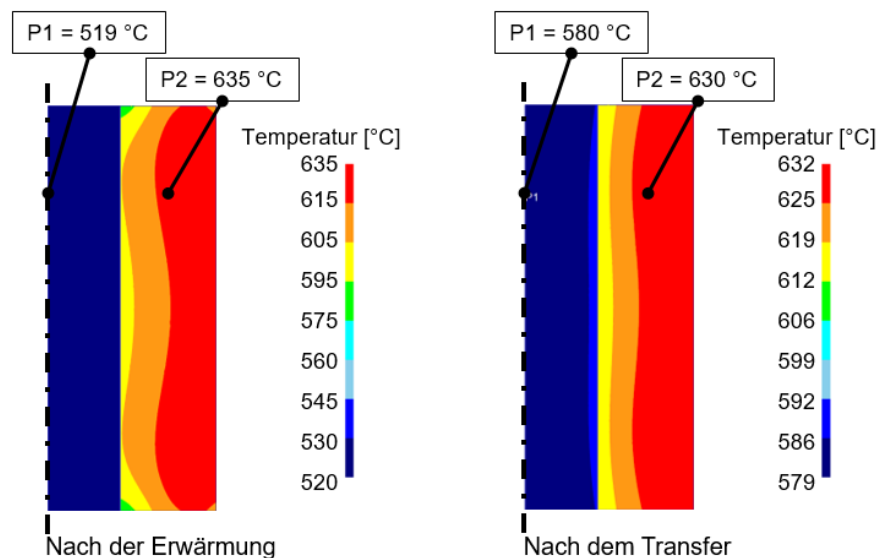 P1 = 519 °C
P2 = 635 °C
Temperatur [°C]
635
615
605
595
575
560
545
530
520
Nach der Erwärmung
P1 = 580 °C
P2 = 630 °C
P1
Temperatur [°C]
632
625
619
612
606
599
592
586
579
Nach dem Transfer